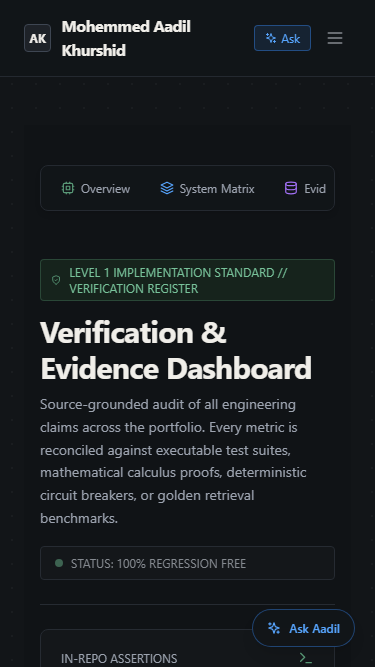 AK
Mohemmed Aadil
Khurshid
Ask
Overview
System Matrix
Evid
LEVEL 1 IMPLEMENTATION STANDARD //
VERIFICATION REGISTER
Verification &
Evidence Dashboard
Source-grounded audit of all engineering
claims across the portfolio. Every metric is
reconciled against executable test suites,
mathematical calculus proofs, deterministic
circuit breakers, or golden retrieval
benchmarks.
STATUS: 100% REGRESSION FREE
Ask Aadil
IN-REPO ASSERTIONS